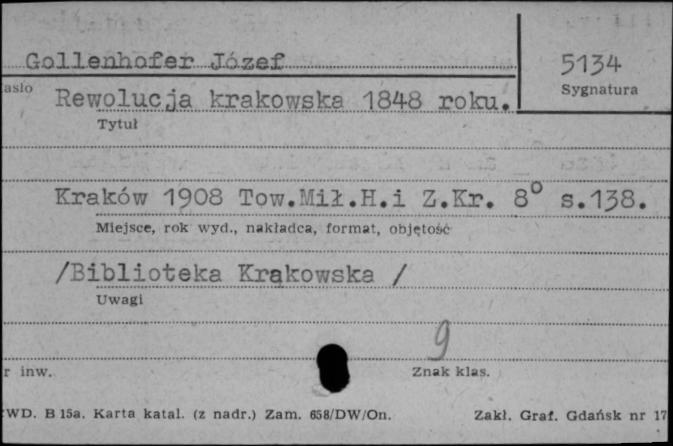 Gollenhofer Józef
5134
Sygnatura
asło
Rewolucja krakowska 1848 roku.
Tytuł
Kraków 1908 Tow.Mił.H.i Z.Kr. 8° s.138.
Miejsce, rok wyd., nakładca, format, objętość
/Biblioteka Krakowska /
Uwagi
9
r inw.
Znak klas.
WD. B 15a. Karta katal. (z nadr.) Zam. 658/DW/On.
Zakł. Graf. Gdańsk nr 17